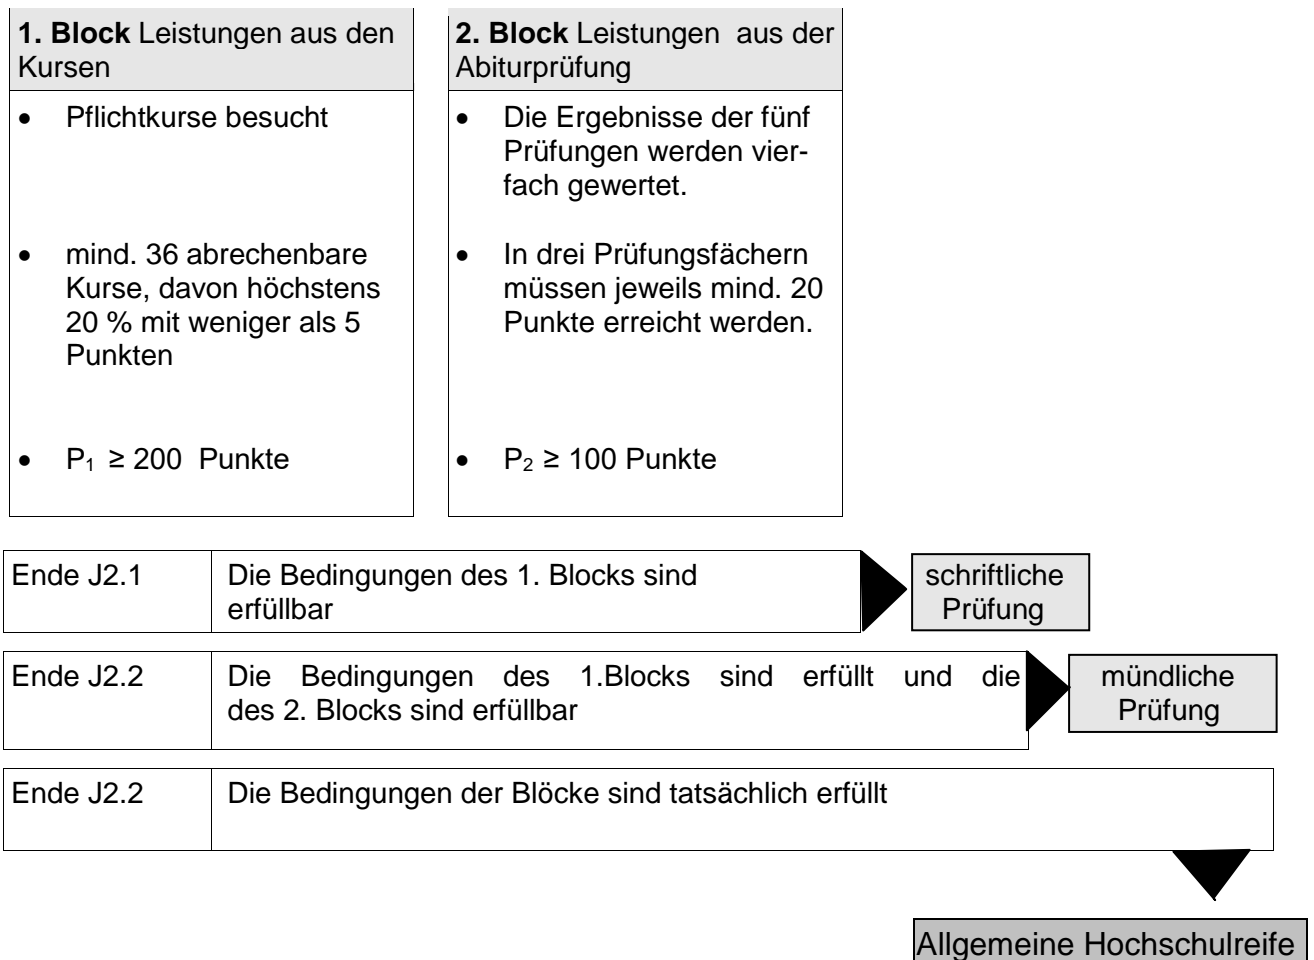 1. Block Leistungen aus den
Kursen
• Pflichtkurse besucht
• mind. 36 abrechenbare
Kurse, davon höchstens
20 % mit weniger als 5
Punkten
• P₁ ≥ 200 Punkte
2. Block Leistungen aus der
Abiturprüfung
• Die Ergebnisse der fünf
Prüfungen werden vier-
fach gewertet.
• In drei Prüfungsfächern
müssen jeweils mind. 20
Punkte erreicht werden.
• P₂ ≥ 100 Punkte
Ende J2.1
Die Bedingungen des 1. Blocks sind
erfüllbar
schriftliche
Prüfung
Ende J2.2
Die Bedingungen des 1.Blocks sind erfüllt und die
des 2. Blocks sind erfüllbar
mündliche
Prüfung
Ende J2.2
Die Bedingungen der Blöcke sind tatsächlich erfüllt
Allgemeine Hochschulreife